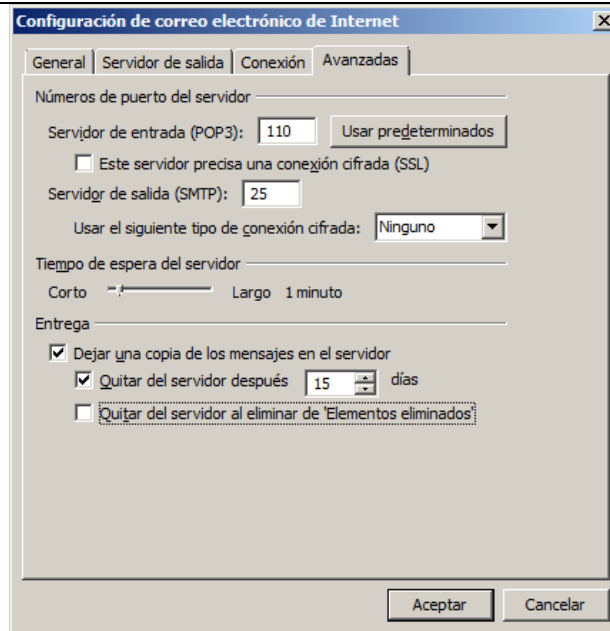 Configuración de correo electrónico de Internet
General Servidor de salida Conexión Avanzadas
Números de puerto del servidor
Servidor de entrada (POP3): 110 Usar predeterminados
Este servidor precisa una conexión cifrada (SSL)
Servidor de salida (SMTP): 25
Usar el siguiente tipo de conexión cifrada: Ninguno
Tiempo de espera del servidor
Corto Largo 1 minuto
Entrega
Dejar una copia de los mensajes en el servidor
Quitar del servidor después 15 días
Quitar del servidor al eliminar de 'Elementos eliminados'
Aceptar Cancelar